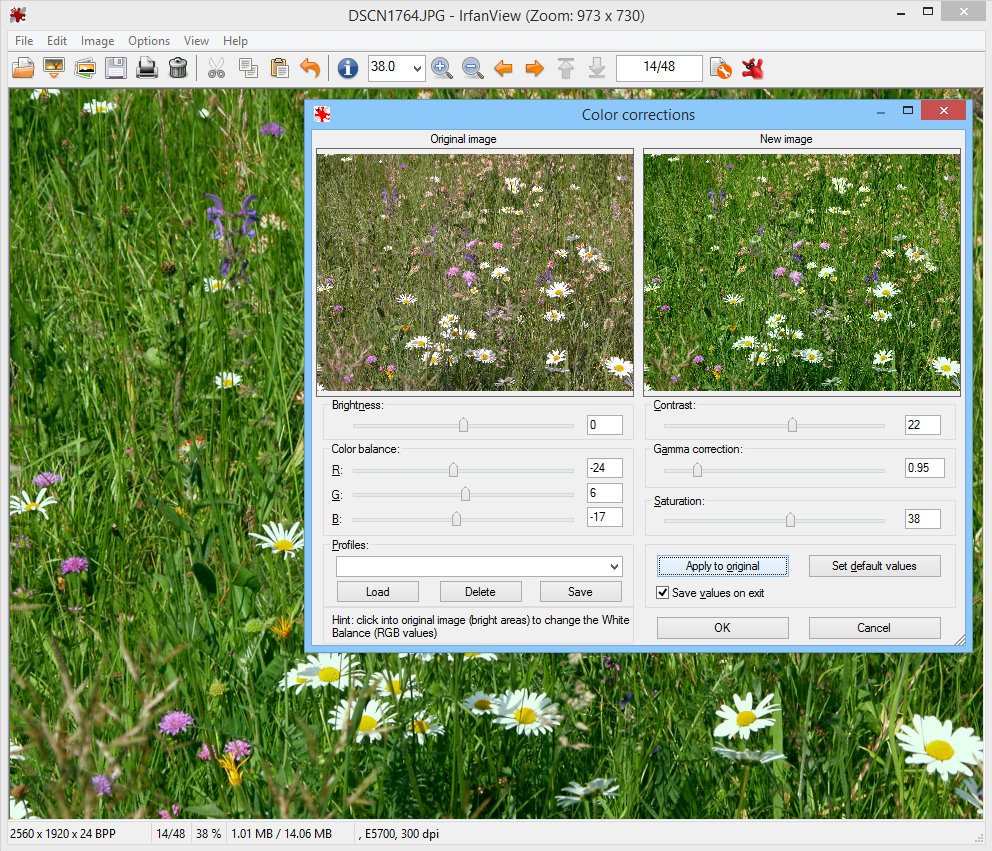 DSCN1764.JPG - IrfanView (Zoom: 973 x 730)
File Edit Image Options View Help
38.0
14/48
Color corrections
Original image
New image
Brightness:
0
Contrast:
22
Color balance:
R:
-24
G:
6
B:
-17
Gamma correction:
0.95
Saturation:
38
Profiles:
Load
Delete
Save
Hint: click into original image (bright areas) to change the White
Balance (RGB values)
Apply to original
Set default values
Save values on exit
OK
Cancel
2560 x 1920 x 24 BPP 14/48 38 % 1.01 MB / 14.06 MB , E5700, 300 dpi